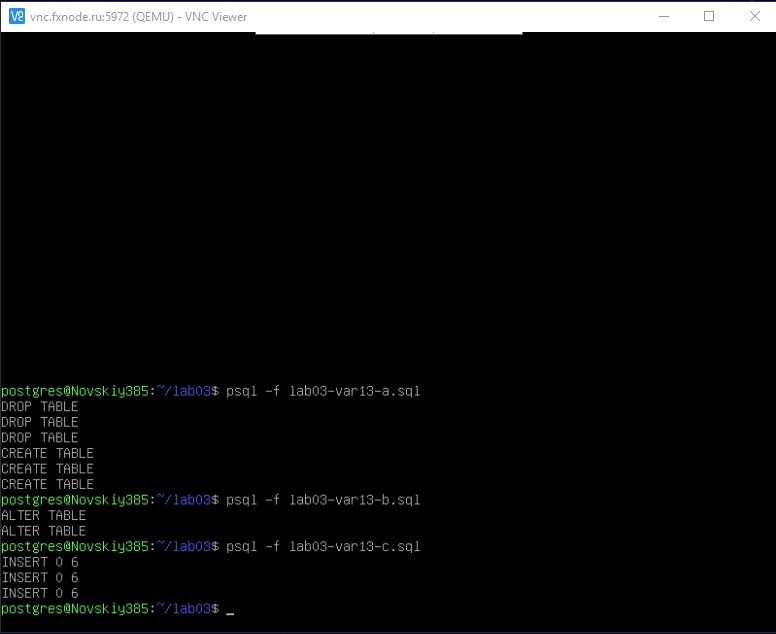 vnc.fxnode.ru:5972 (QEMU) - VNC Viewer
postgres@Novskiy385:~/lab03$ psql -f lab03-var13-a.sql
DROP TABLE
DROP TABLE
DROP TABLE
CREATE TABLE
CREATE TABLE
CREATE TABLE
postgres@Novskiy385:~/lab03$ psql -f lab03-var13-b.sql
ALTER TABLE
ALTER TABLE
postgres@Novskiy385:~/lab03$ psql -f lab03-var13-c.sql
INSERT 0 6
INSERT 0 6
INSERT 0 6
postgres@Novskiy385:~/lab03$ _